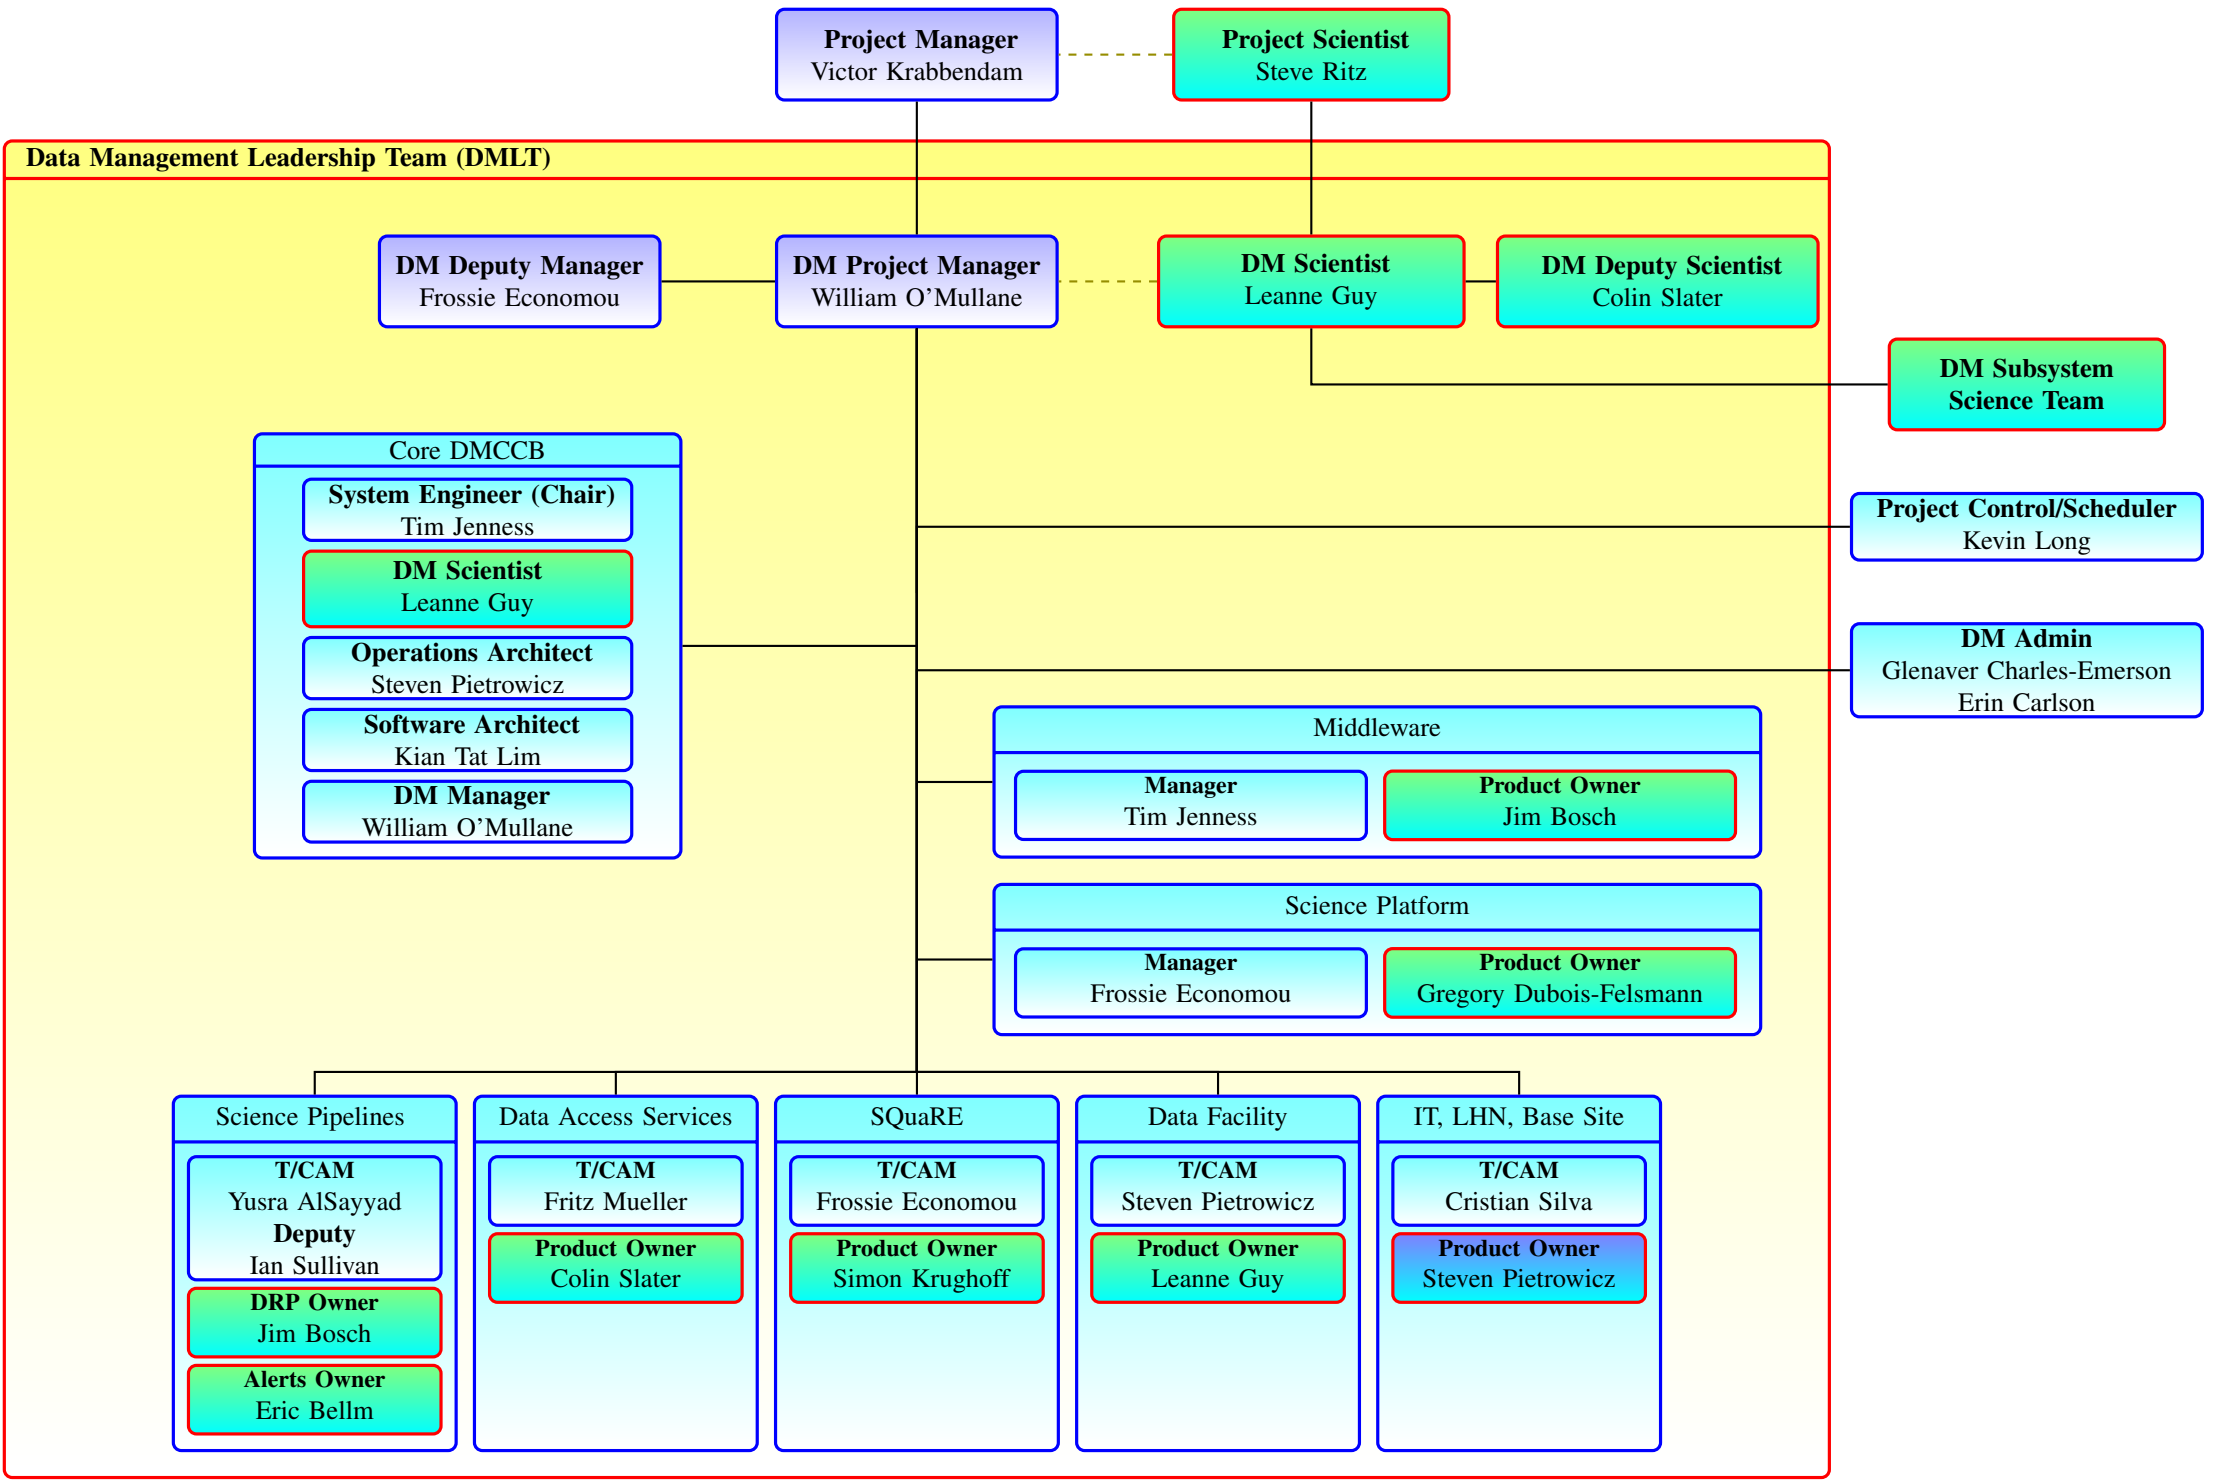 Project Manager
Victor Krabbendam
Project Scientist
Steve Ritz
Data Management Leadership Team (DMLT)
DM Deputy Manager
Frossie Economou
DM Project Manager
William O’Mullane
DM Scientist
Leanne Guy
DM Deputy Scientist
Colin Slater
DM Subsystem
Science Team
Core DMCCB
System Engineer (Chair)
Tim Jenness
DM Scientist
Leanne Guy
Operations Architect
Steven Pietrowicz
Software Architect
Kian Tat Lim
DM Manager
William O’Mullane
Project Control/Scheduler
Kevin Long
DM Admin
Glenaver Charles-Emerson
Erin Carlson
Middleware
Manager
Tim Jenness
Product Owner
Jim Bosch
Science Platform
Manager
Frossie Economou
Product Owner
Gregory Dubois-Felsmann
Science Pipelines
T/CAM
Yusra AlSayyad
Deputy
Ian Sullivan
DRP Owner
Jim Bosch
Alerts Owner
Eric Bellm
Data Access Services
T/CAM
Fritz Mueller
Product Owner
Colin Slater
SQuaRE
T/CAM
Frossie Economou
Product Owner
Simon Krughoff
Data Facility
T/CAM
Steven Pietrowicz
Product Owner
Leanne Guy
IT, LHN, Base Site
T/CAM
Cristian Silva
Product Owner
Steven Pietrowicz